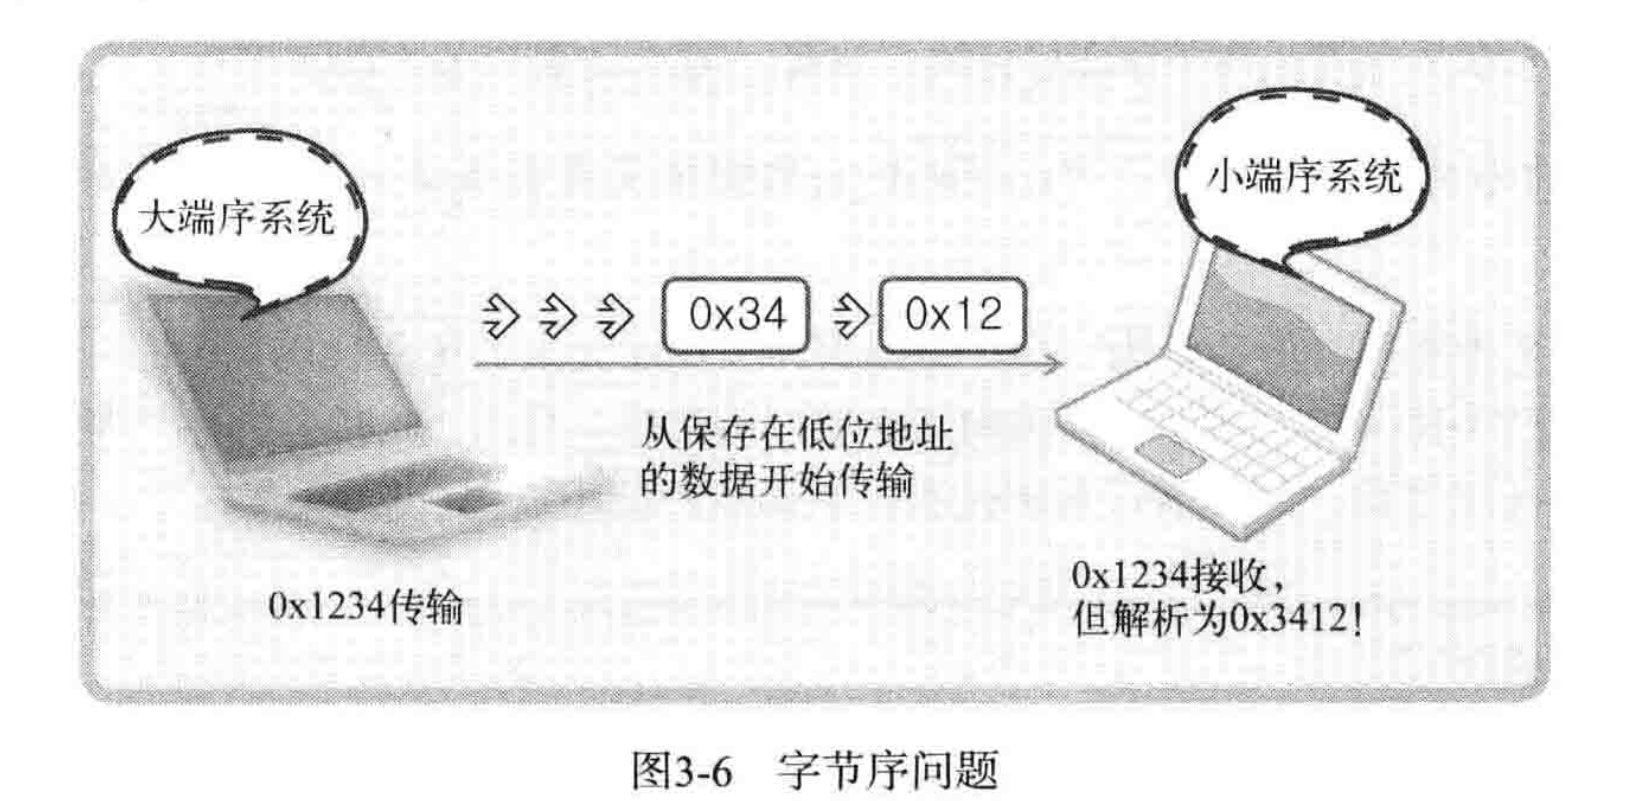 大端序系统
小端序系统
0x34
0x12
从保存在低位地址
的数据开始传输
0x1234传输
0x1234接收，
但解析为0x3412！
图3-6 字节序问题